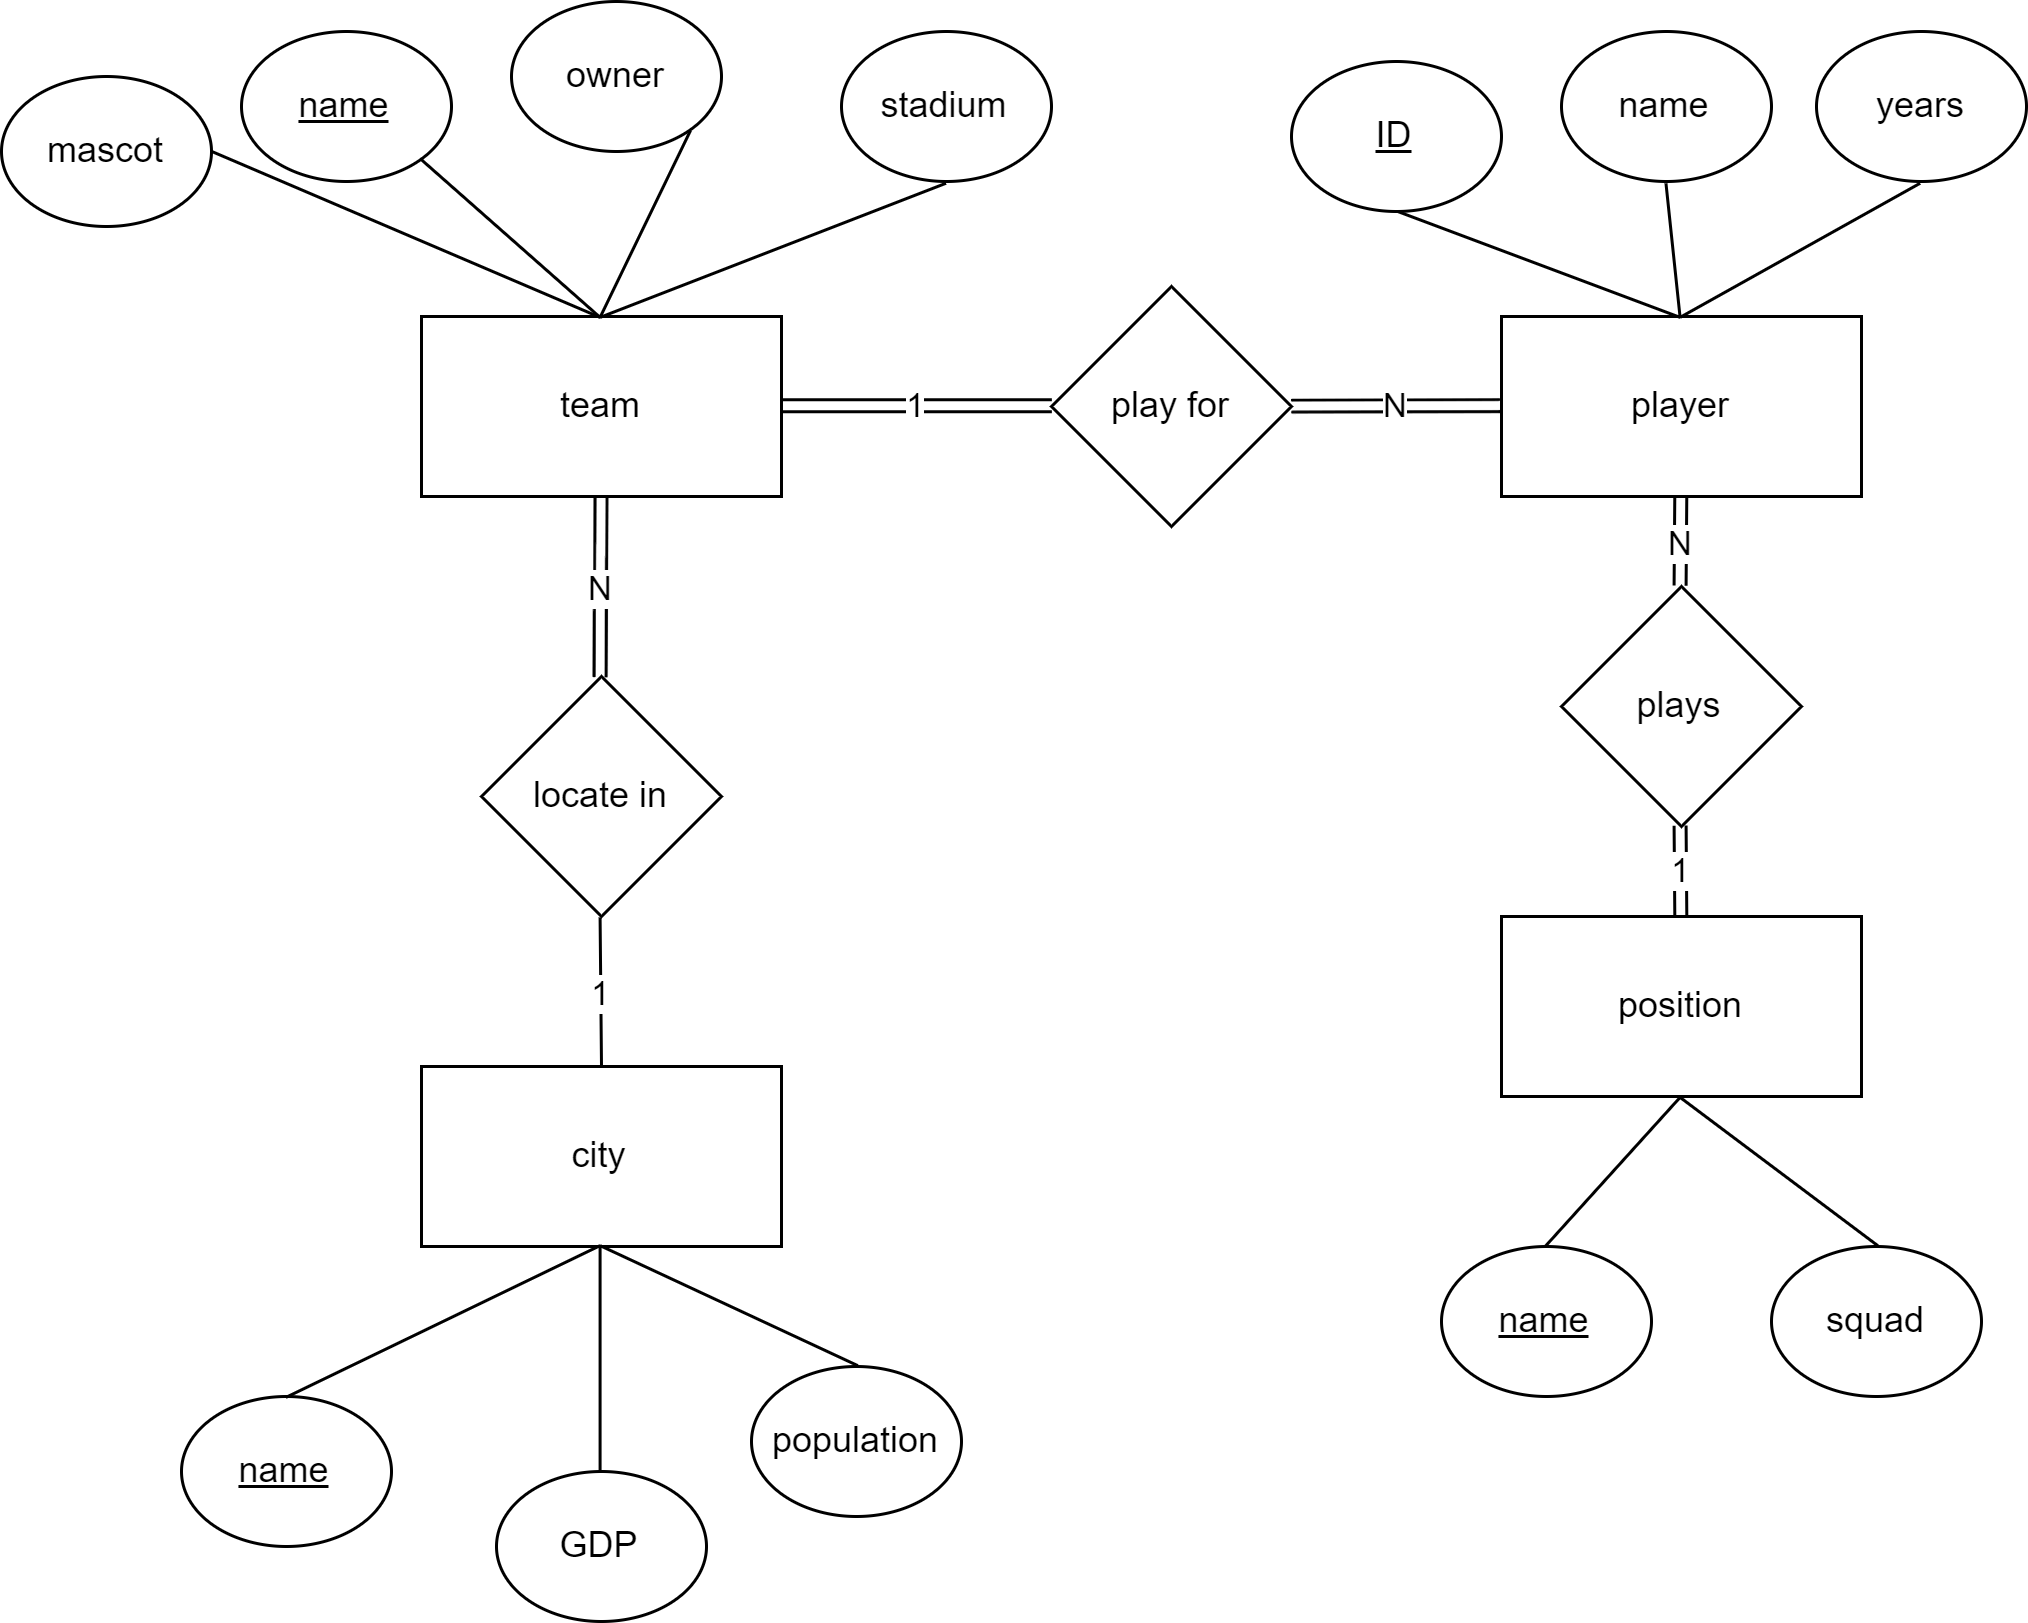 owner
mascot
name
stadium
ID
name
years
team
1
play for
N
player
N
N
locate in
plays
1
1
position
city
name
squad
name
GDP
population